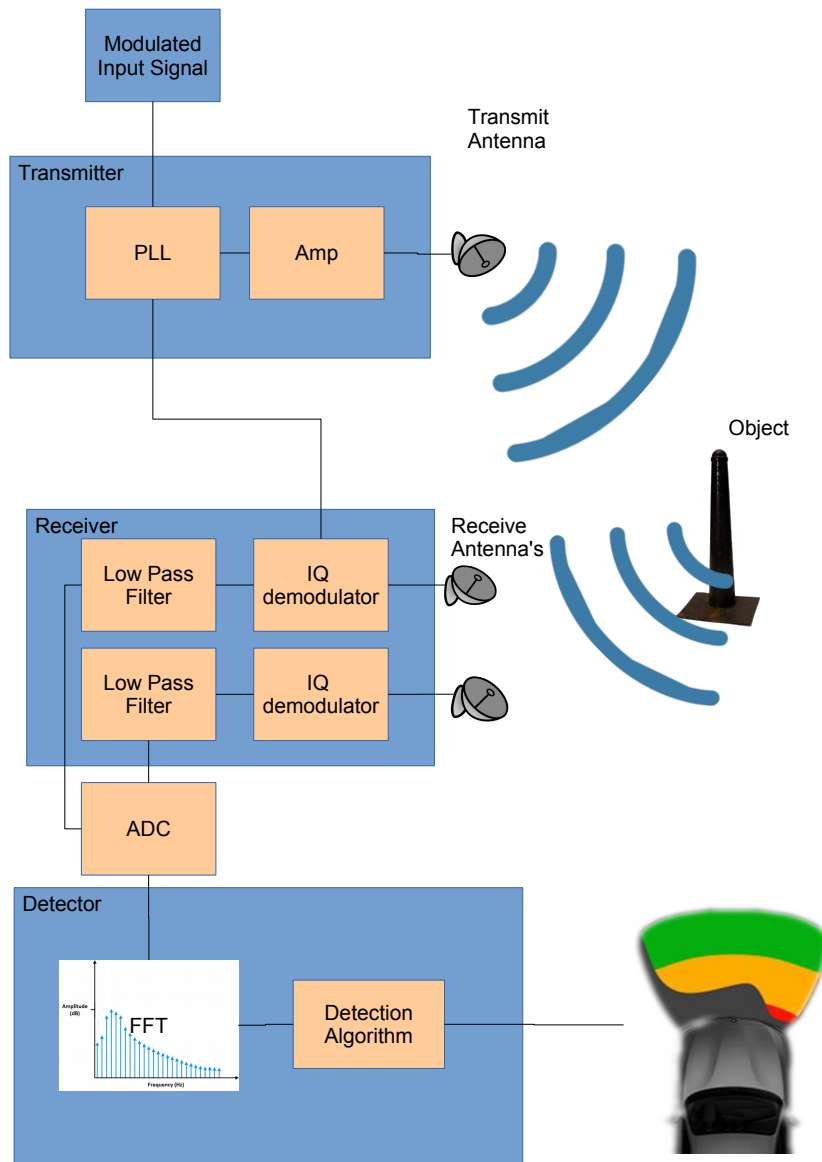 Modulated
Input Signal
Transmit
Antenna
Transmitter
PLL
Amp
Object
Receiver
Receive
Antenna's
Low Pass
Filter
IQ
demodulator
Low Pass
Filter
IQ
demodulator
ADC
Detector
Amplitude
(dB)
FFT
Frequency (Hz)
Detection
Algorithm